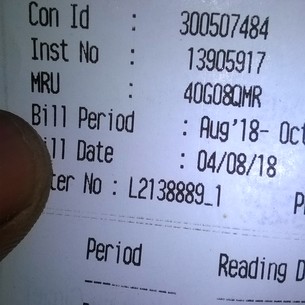 Con Id : 300507484
Inst No : 13905917
MRU : 40G08QMR
Bill Period : Aug'18- Oct
ill Date : 04/08/18
ter No : L2138889_1 P
Period Reading D